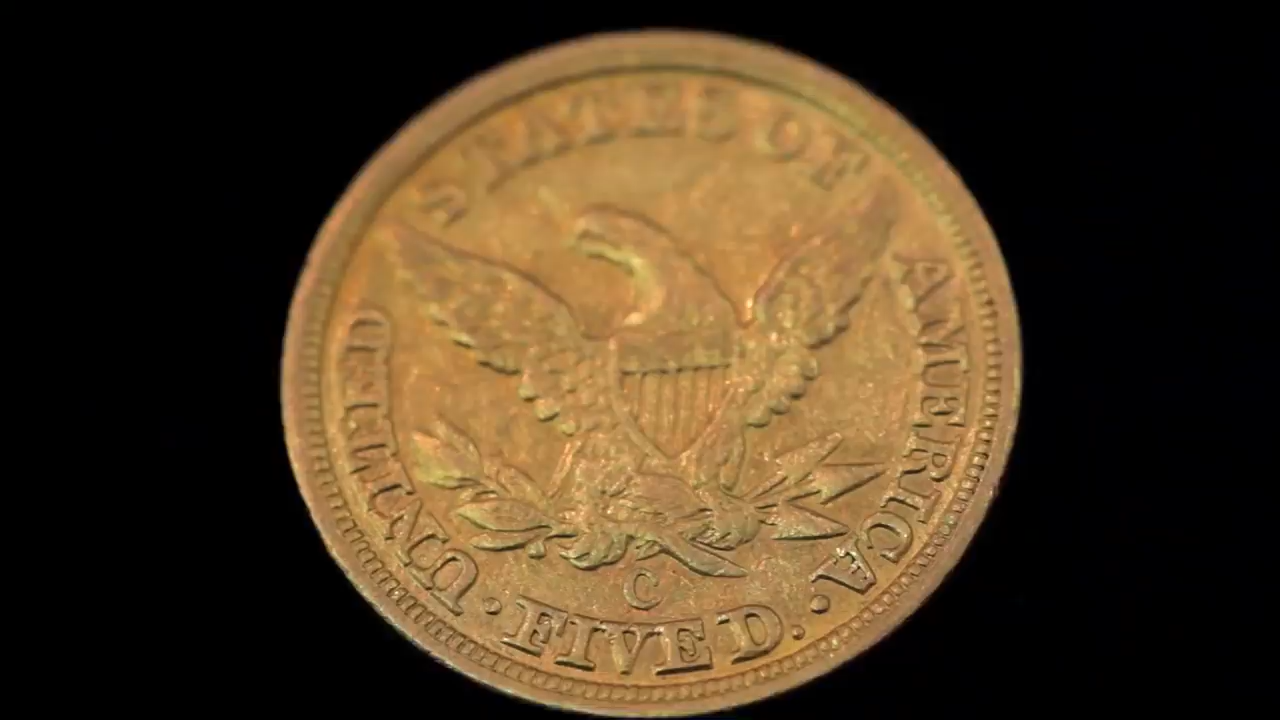 UNITED STATES OF AMERICA
C
· FIVE D. ·